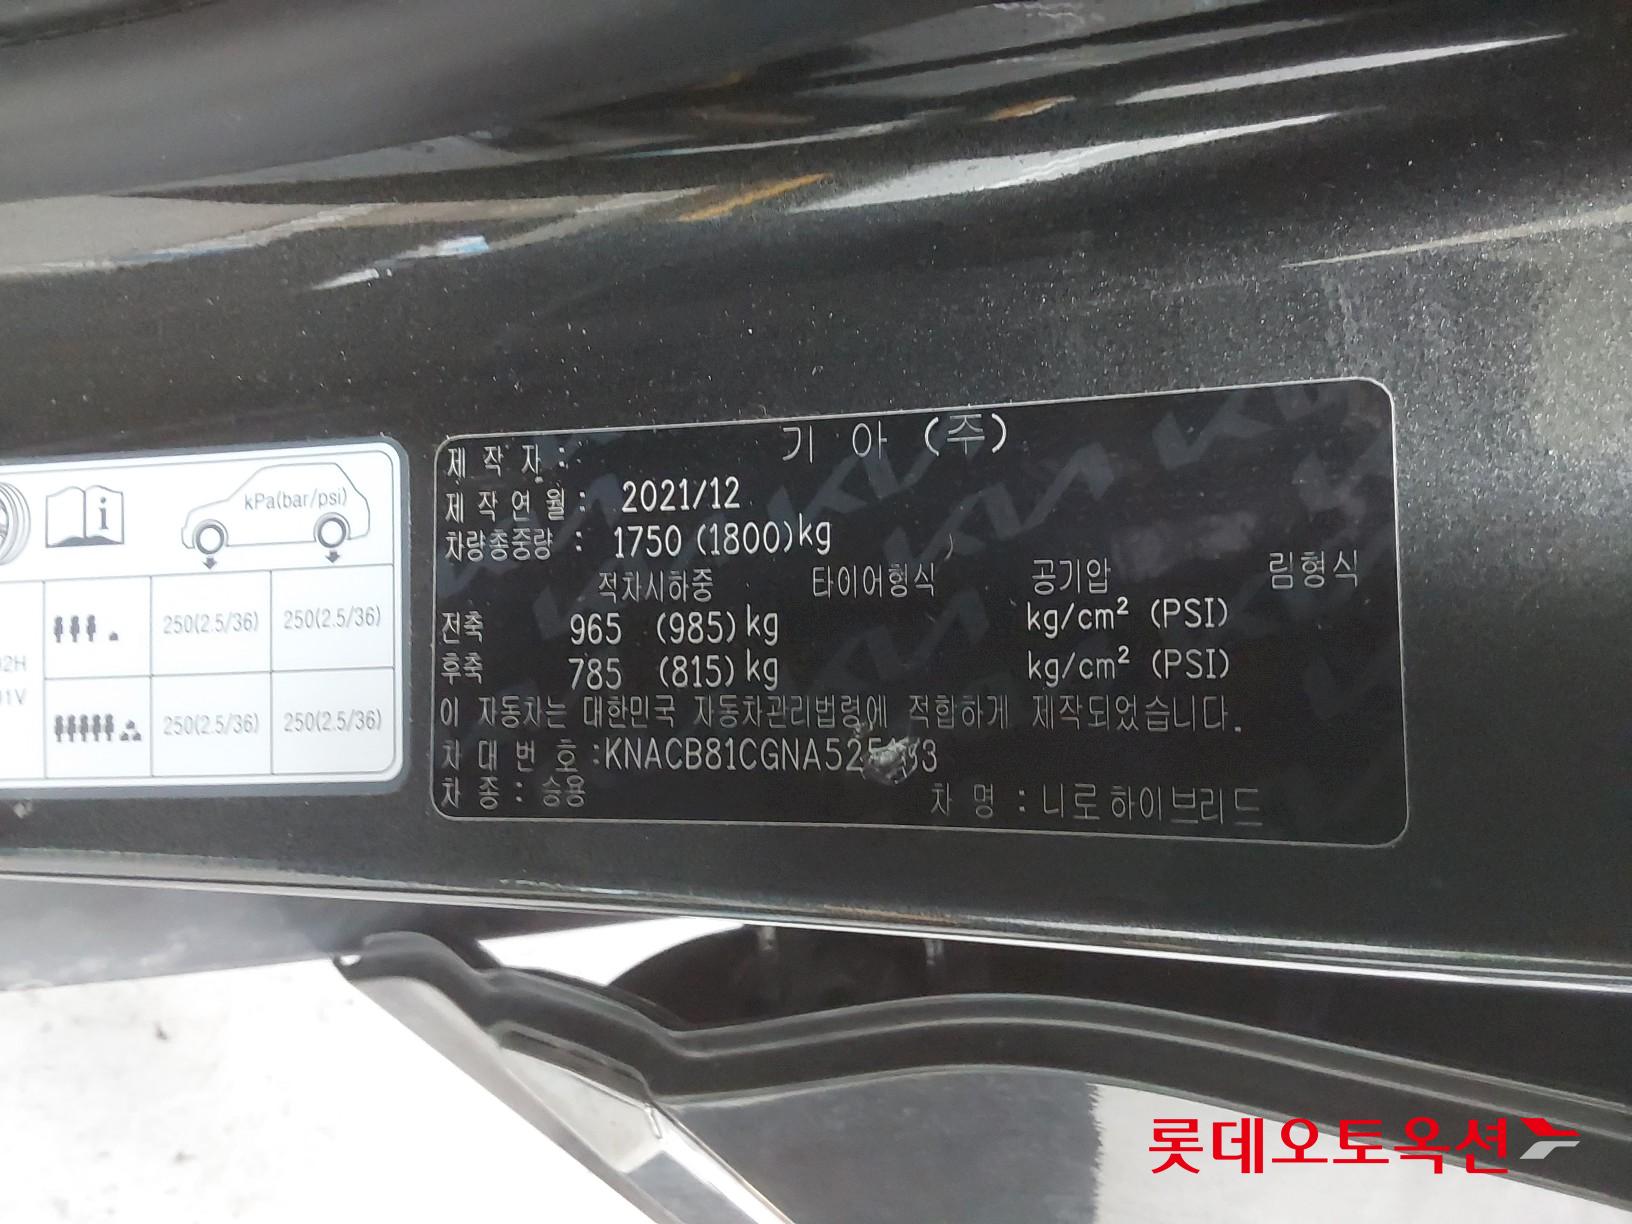 kPa(bar/psi)
02H
01V
250(2.5/36) 250(2.5/36)
250(2.5/36) 250(2.5/36)
제 작 자 : 기 아 (주)
제 작 연 월 : 2021/12
차량총중량 : 1750 (1800)kg
적차시하중 타이어형식 공기압 림형식
전축 965 (985)kg kg/cm² (PSI)
후축 785 (815)kg kg/cm² (PSI)
이 자동차는 대한민국 자동차관리법령에 적합하게 제작되었습니다.
차 대 번 호 :
차 종 : 승용 차 명 : 니로하이브리드
롯데오토옥션